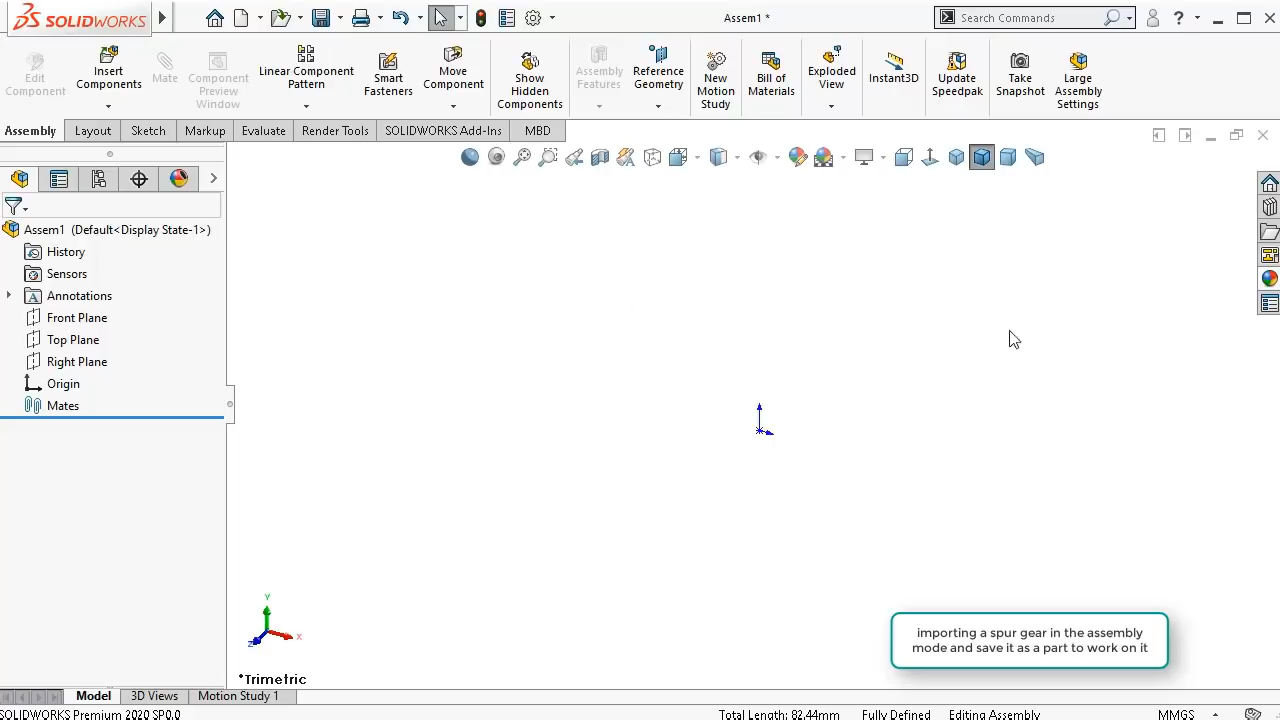 SOLIDWORKS
Assem1 *
Search Commands
?
Edit
Component
Insert
Components
Mate
Component
Preview
Window
Linear Component
Pattern
Smart
Fasteners
Move
Component
Show
Hidden
Components
Assembly
Features
Reference
Geometry
New
Motion
Study
Bill of
Materials
Exploded
View
Instant3D
Update
Speedpak
Take
Snapshot
Large
Assembly
Settings
Assembly
Layout
Sketch
Markup
Evaluate
Render Tools
SOLIDWORKS Add-Ins
MBD
Assem1 (Default<Display State-1>)
History
Sensors
A Annotations
Front Plane
Top Plane
Right Plane
Origin
Mates
Y
X
Z
*Trimetric
importing a spur gear in the assembly
mode and save it as a part to work on it
Model
3D Views
Motion Study 1
SOLIDWORKS Premium 2020 SP0.0
Total Length: 82.44mm
Fully Defined
Editing Assembly
MMGS